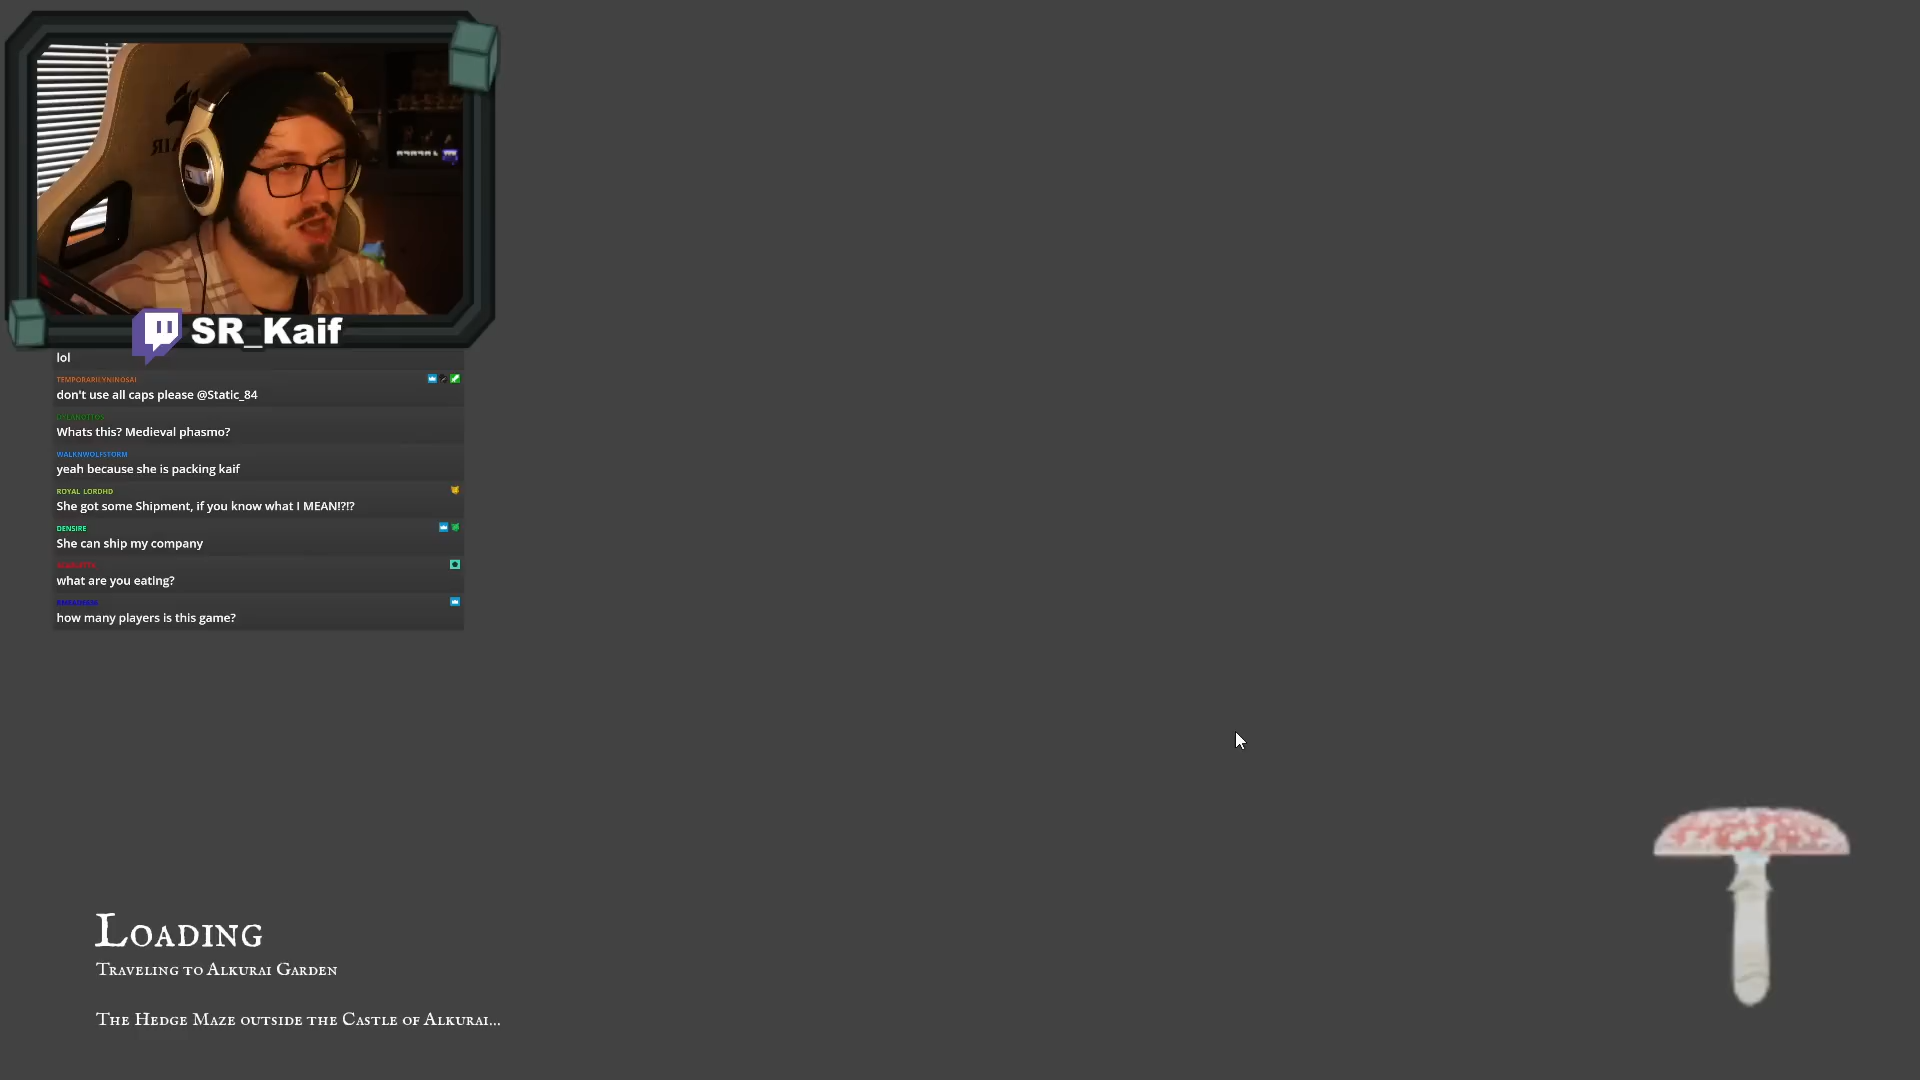 SR_Kaif
lol
TEMPORARILYNINOSAI
don't use all caps please @Static_84
Whats this? Medieval phasmo?
WALKNWOLFSTORM
yeah because she is packing kaif
ROYAL LORDHD
She got some Shipment, if you know what I MEAN!?!?
DENSIRE
She can ship my company
what are you eating?
how many players is this game?
Loading
Traveling to Alkurai Garden
The Hedge Maze outside the Castle of Alkurai...